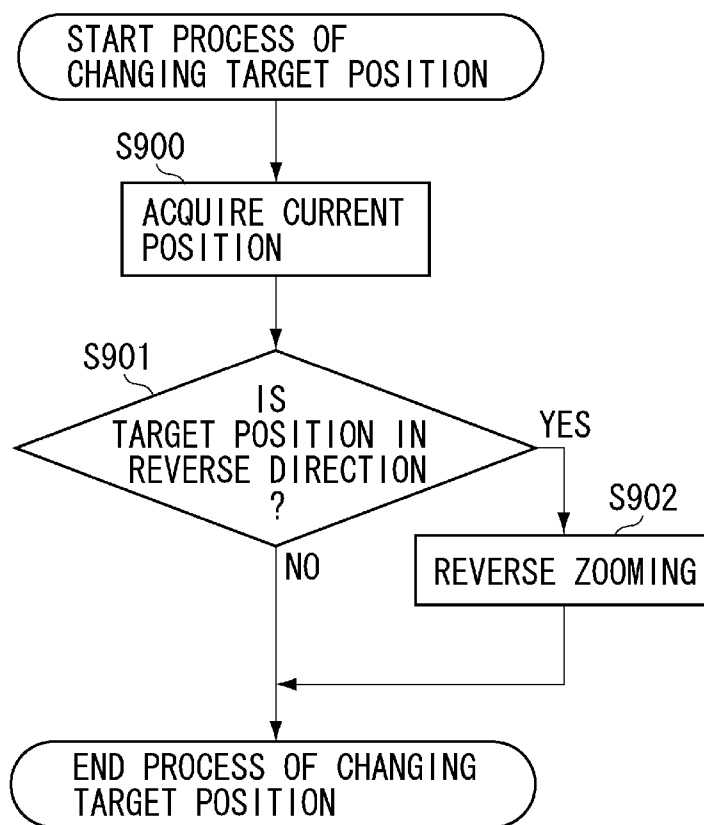 START PROCESS OF
CHANGING TARGET POSITION
S900
ACQUIRE CURRENT
POSITION
S901
IS
TARGET POSITION IN
REVERSE DIRECTION
?
YES
S902
REVERSE ZOOMING
NO
END PROCESS OF CHANGING
TARGET POSITION